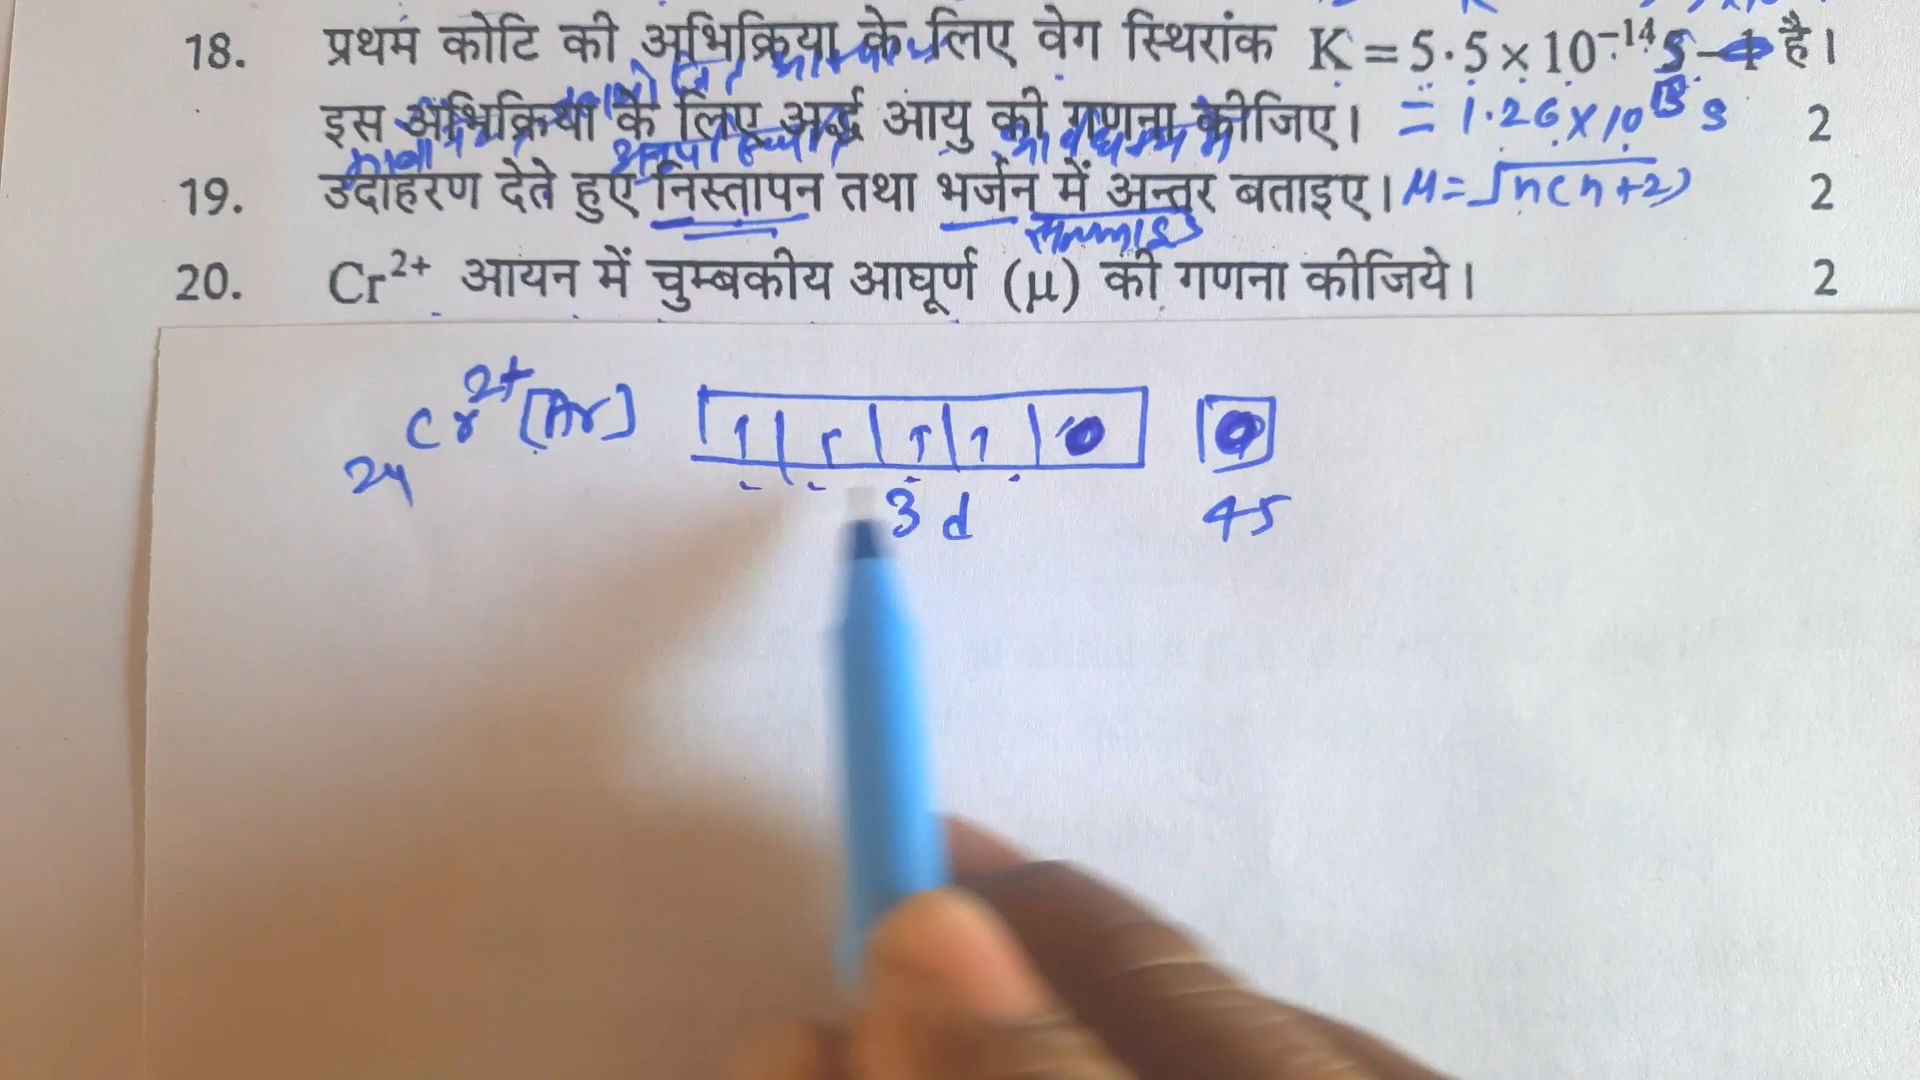 18. प्रथम कोटि की अभिक्रिया के लिए वेग स्थिरांक K = 5·5 × 10⁻¹⁴ S-1 है।
इस अभिक्रिया के लिए अर्द्ध आयु की गणना कीजिए। = 1.26 × 10¹³ s 2
19. उदाहरण देते हुए निस्तापन तथा भर्जन में अन्तर बताइए। μ = √n(n+2) 2
20. Cr²⁺ आयन में चुम्बकीय आघूर्ण (μ) की गणना कीजिये। 2
₂₄Cr²⁺ [Ar] ↑ ↑ ↑ ↑
3d 4s